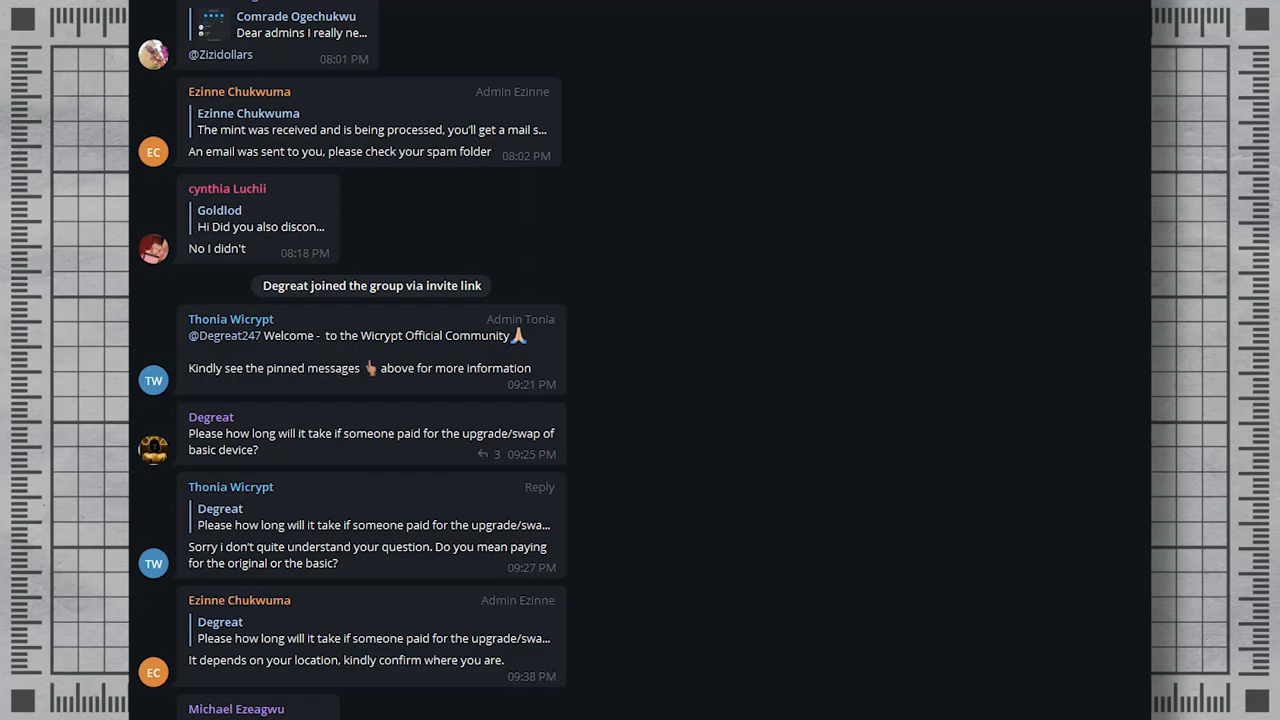 Comrade Ogechukwu
Dear admins I really ne...
@Zizidollars
08:01 PM
Ezinne Chukwuma
Admin Ezinne
Ezinne Chukwuma
The mint was received and is being processed, you'll get a mail s...
An email was sent to you, please check your spam folder
08:02 PM
EC
cynthia Luchii
Goldlod
Hi Did you also discon...
No I didn't
08:18 PM
Degreat joined the group via invite link
Thonia Wicrypt
Admin Tonia
@Degreat247 Welcome - to the Wicrypt Official Community🙏🏼
Kindly see the pinned messages 👆🏽 above for more information
09:21 PM
TW
Degreat
Please how long will it take if someone paid for the upgrade/swap of
basic device?
3 09:25 PM
Thonia Wicrypt
Reply
Degreat
Please how long will it take if someone paid for the upgrade/swa...
Sorry i don't quite understand your question. Do you mean paying
for the original or the basic?
09:27 PM
TW
Ezinne Chukwuma
Admin Ezinne
Degreat
Please how long will it take if someone paid for the upgrade/swa...
It depends on your location, kindly confirm where you are.
09:38 PM
EC
Michael Ezeagwu